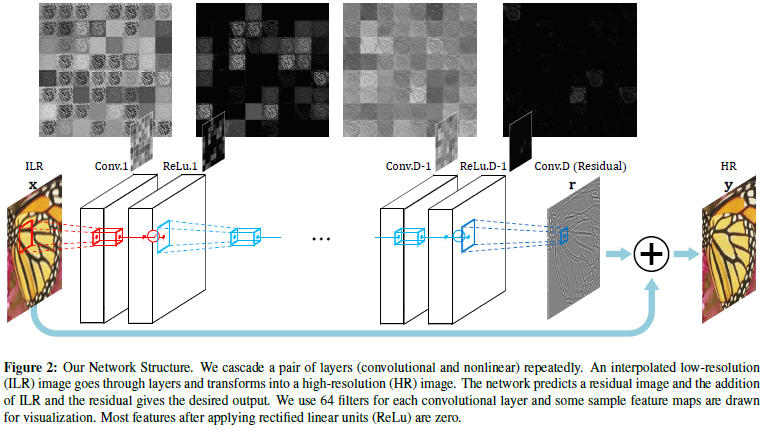 ILR
x
Conv.1
ReLu.1
...
Conv.D-1
ReLu.D-1
Conv.D (Residual)
r
HR
y
Figure 2: Our Network Structure. We cascade a pair of layers (convolutional and nonlinear) repeatedly. An interpolated low-resolution
(ILR) image goes through layers and transforms into a high-resolution (HR) image. The network predicts a residual image and the addition
of ILR and the residual gives the desired output. We use 64 filters for each convolutional layer and some sample feature maps are drawn
for visualization. Most features after applying rectified linear units (ReLu) are zero.